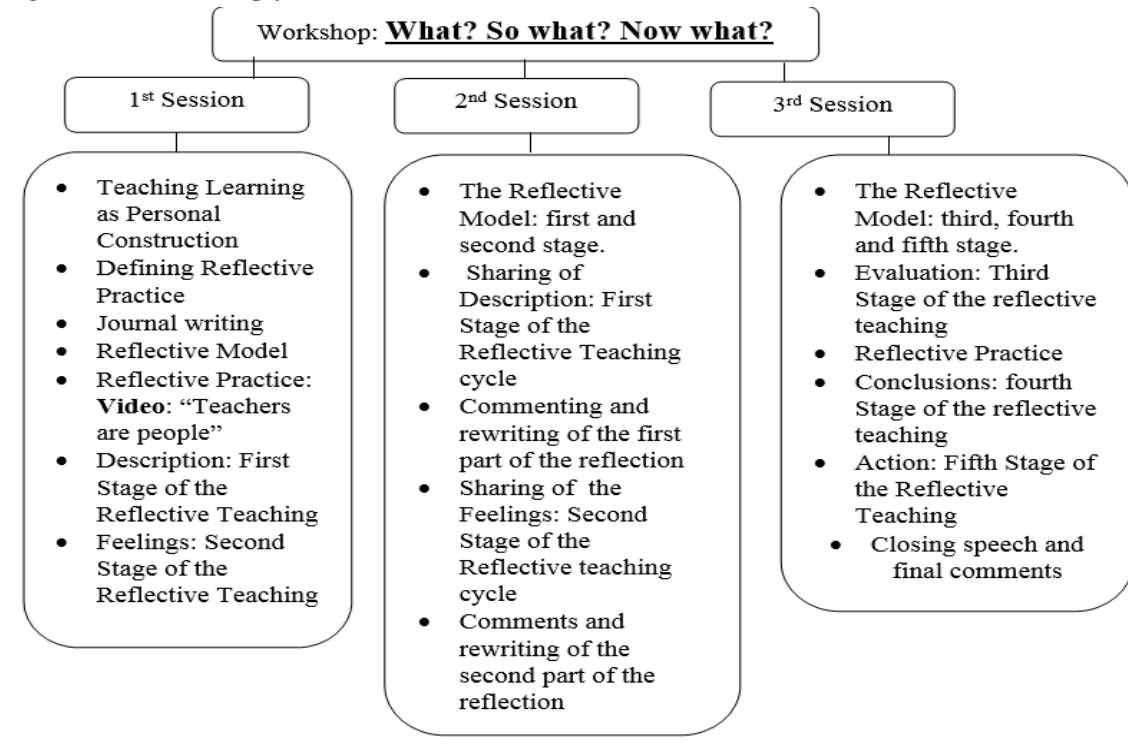 Workshop: What? So what? Now what?
1st Session
2nd Session
3rd Session
• Teaching Learning
as Personal
Construction
• Defining Reflective
Practice
• Journal writing
• Reflective Model
• Reflective Practice:
Video: “Teachers
are people”
• Description: First
Stage of the
Reflective Teaching
• Feelings: Second
Stage of the
Reflective Teaching
• The Reflective
Model: first and
second stage.
• Sharing of
Description: First
Stage of the
Reflective Teaching
cycle
• Commenting and
rewriting of the first
part of the reflection
• Sharing of the
Feelings: Second
Stage of the
Reflective teaching
cycle
• Comments and
rewriting of the
second part of the
reflection
• The Reflective
Model: third, fourth
and fifth stage.
• Evaluation: Third
Stage of the reflective
teaching
• Reflective Practice
• Conclusions: fourth
Stage of the reflective
teaching
• Action: Fifth Stage of
the Reflective
Teaching
• Closing speech and
final comments